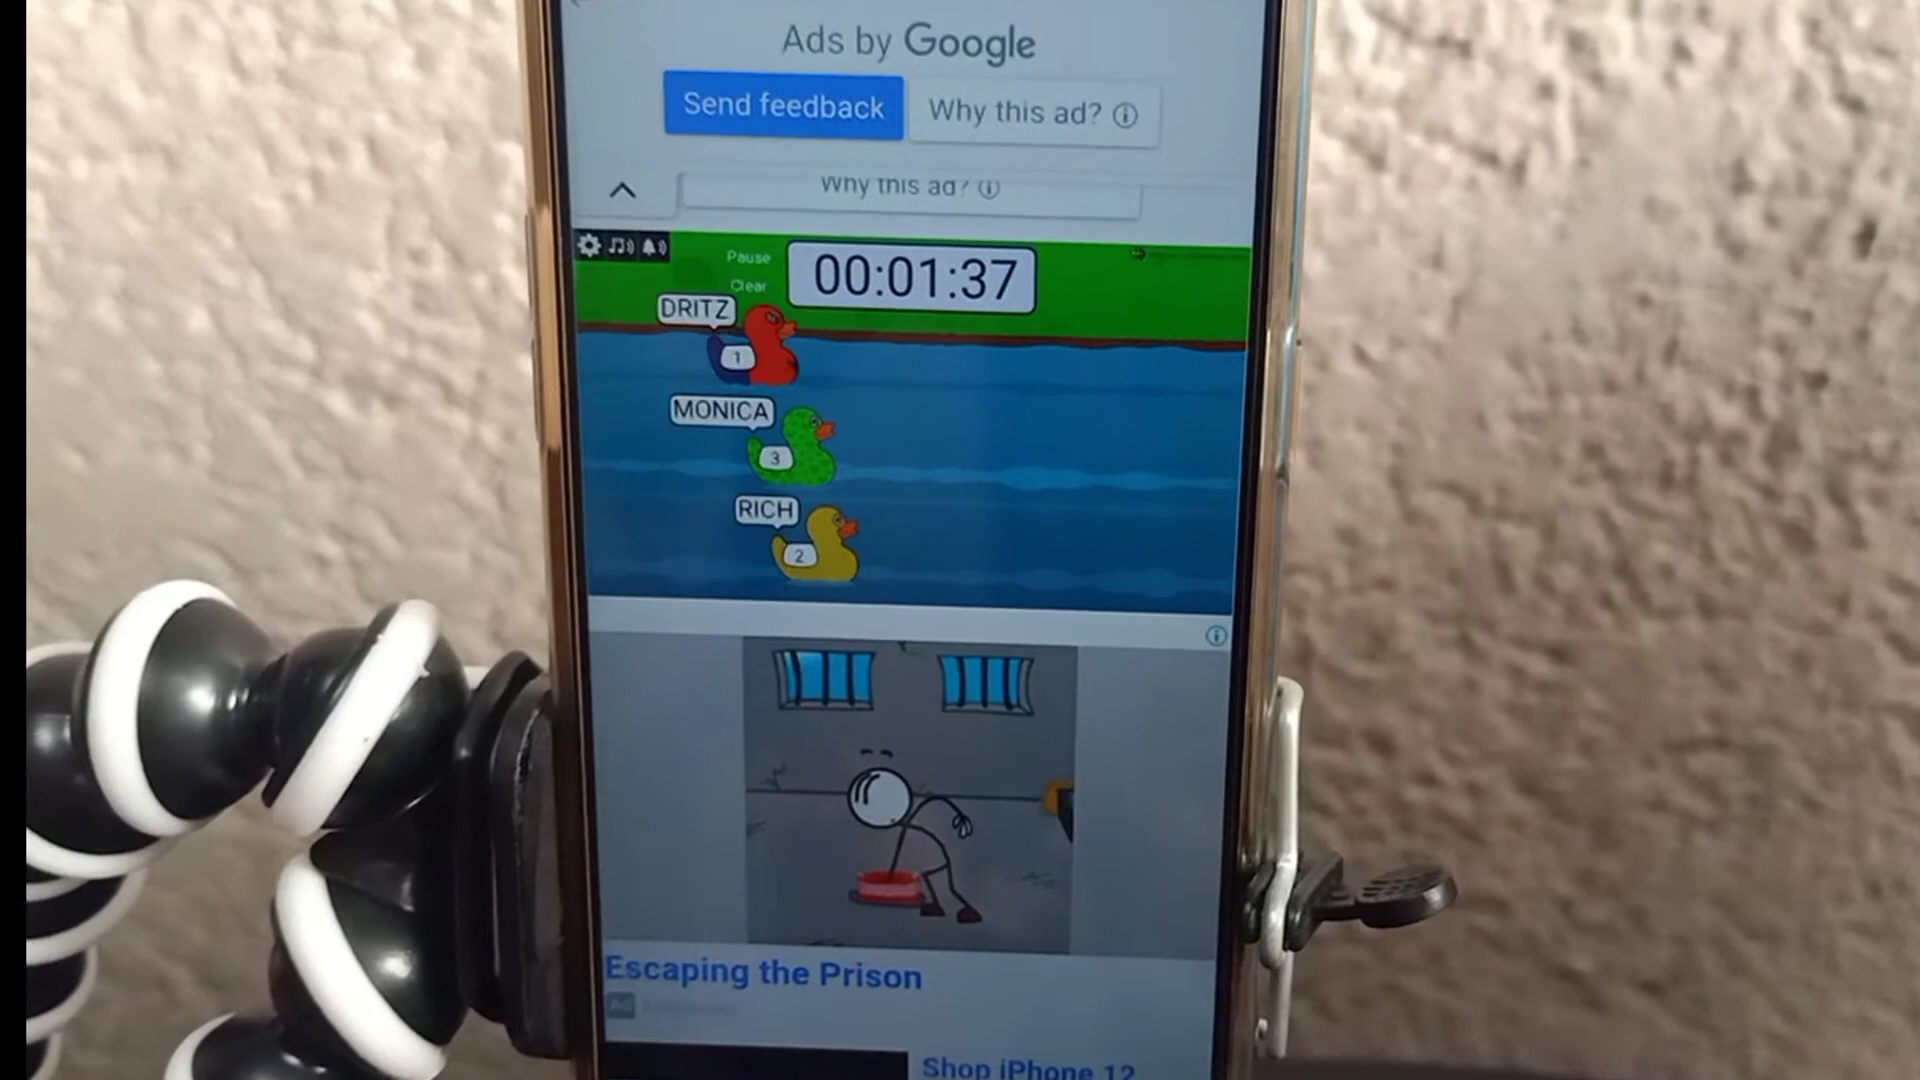 Ads by Google
Send feedback
Why this ad?
Why this ad?
Pause
00:01:37
Clear
DRITZ
1
MONICA
3
RICH
2
Escaping the Prison
Ad
Shop iPhone 12